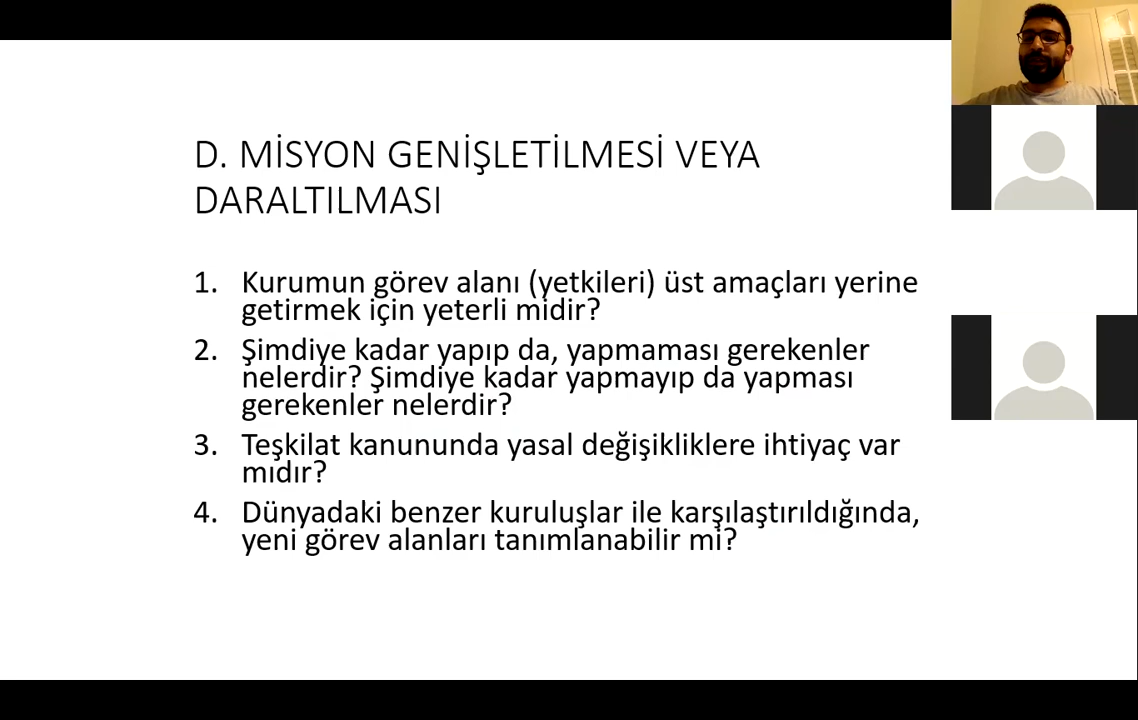 D. MİSYON GENİŞLETİLMESİ VEYA
DARALTILMASI
1. Kurumun görev alanı (yetkileri) üst amaçları yerine
getirmek için yeterli midir?
2. Şimdiye kadar yapıp da, yapmaması gerekenler
nelerdir? Şimdiye kadar yapmayıp da yapması
gerekenler nelerdir?
3. Teşkilat kanununda yasal değişikliklere ihtiyaç var
mıdır?
4. Dünyadaki benzer kuruluşlar ile karşılaştırıldığında,
yeni görev alanları tanımlanabilir mi?